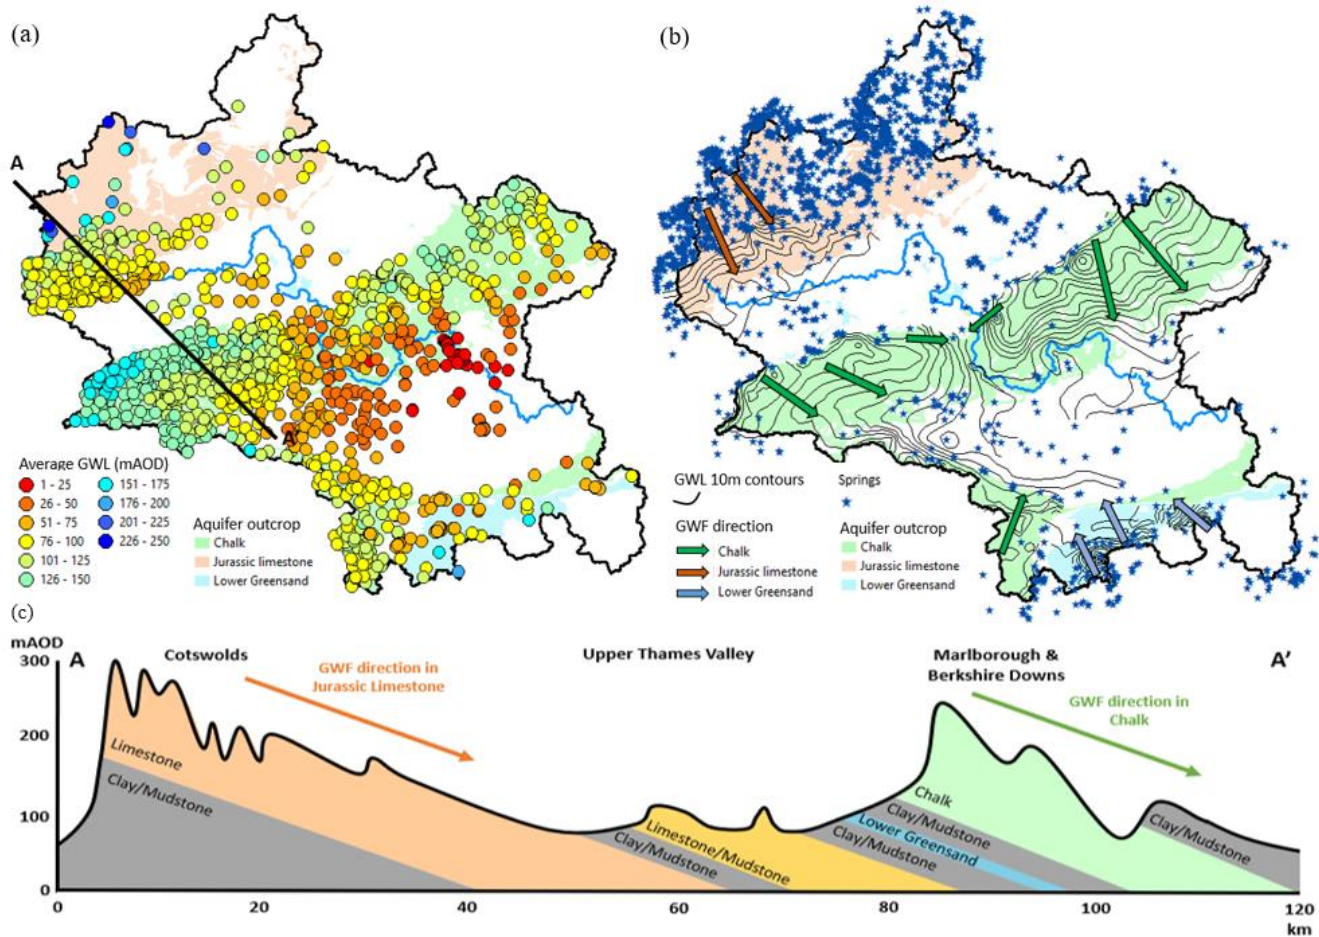 (a)
A
A'
Average GWL (mAOD)
1 - 25
26 - 50
51 - 75
76 - 100
101 - 125
126 - 150
151 - 175
176 - 200
201 - 225
226 - 250
Aquifer outcrop
Chalk
Jurassic limestone
Lower Greensand
(b)
GWL 10m contours
GWF direction
Chalk
Jurassic limestone
Lower Greensand
Springs
Aquifer outcrop
Chalk
Jurassic limestone
Lower Greensand
(c)
mAOD
300
200
100
0
A
Cotswolds
GWF direction in
Jurassic Limestone
Upper Thames Valley
Marlborough &
Berkshire Downs
GWF direction in
Chalk
A'
Limestone
Clay/Mudstone
Limestone/Mudstone
Clay/Mudstone
Chalk
Clay/Mudstone
Lower Greensand
Clay/Mudstone
Clay/Mudstone
0
20
40
60
80
100
120
km